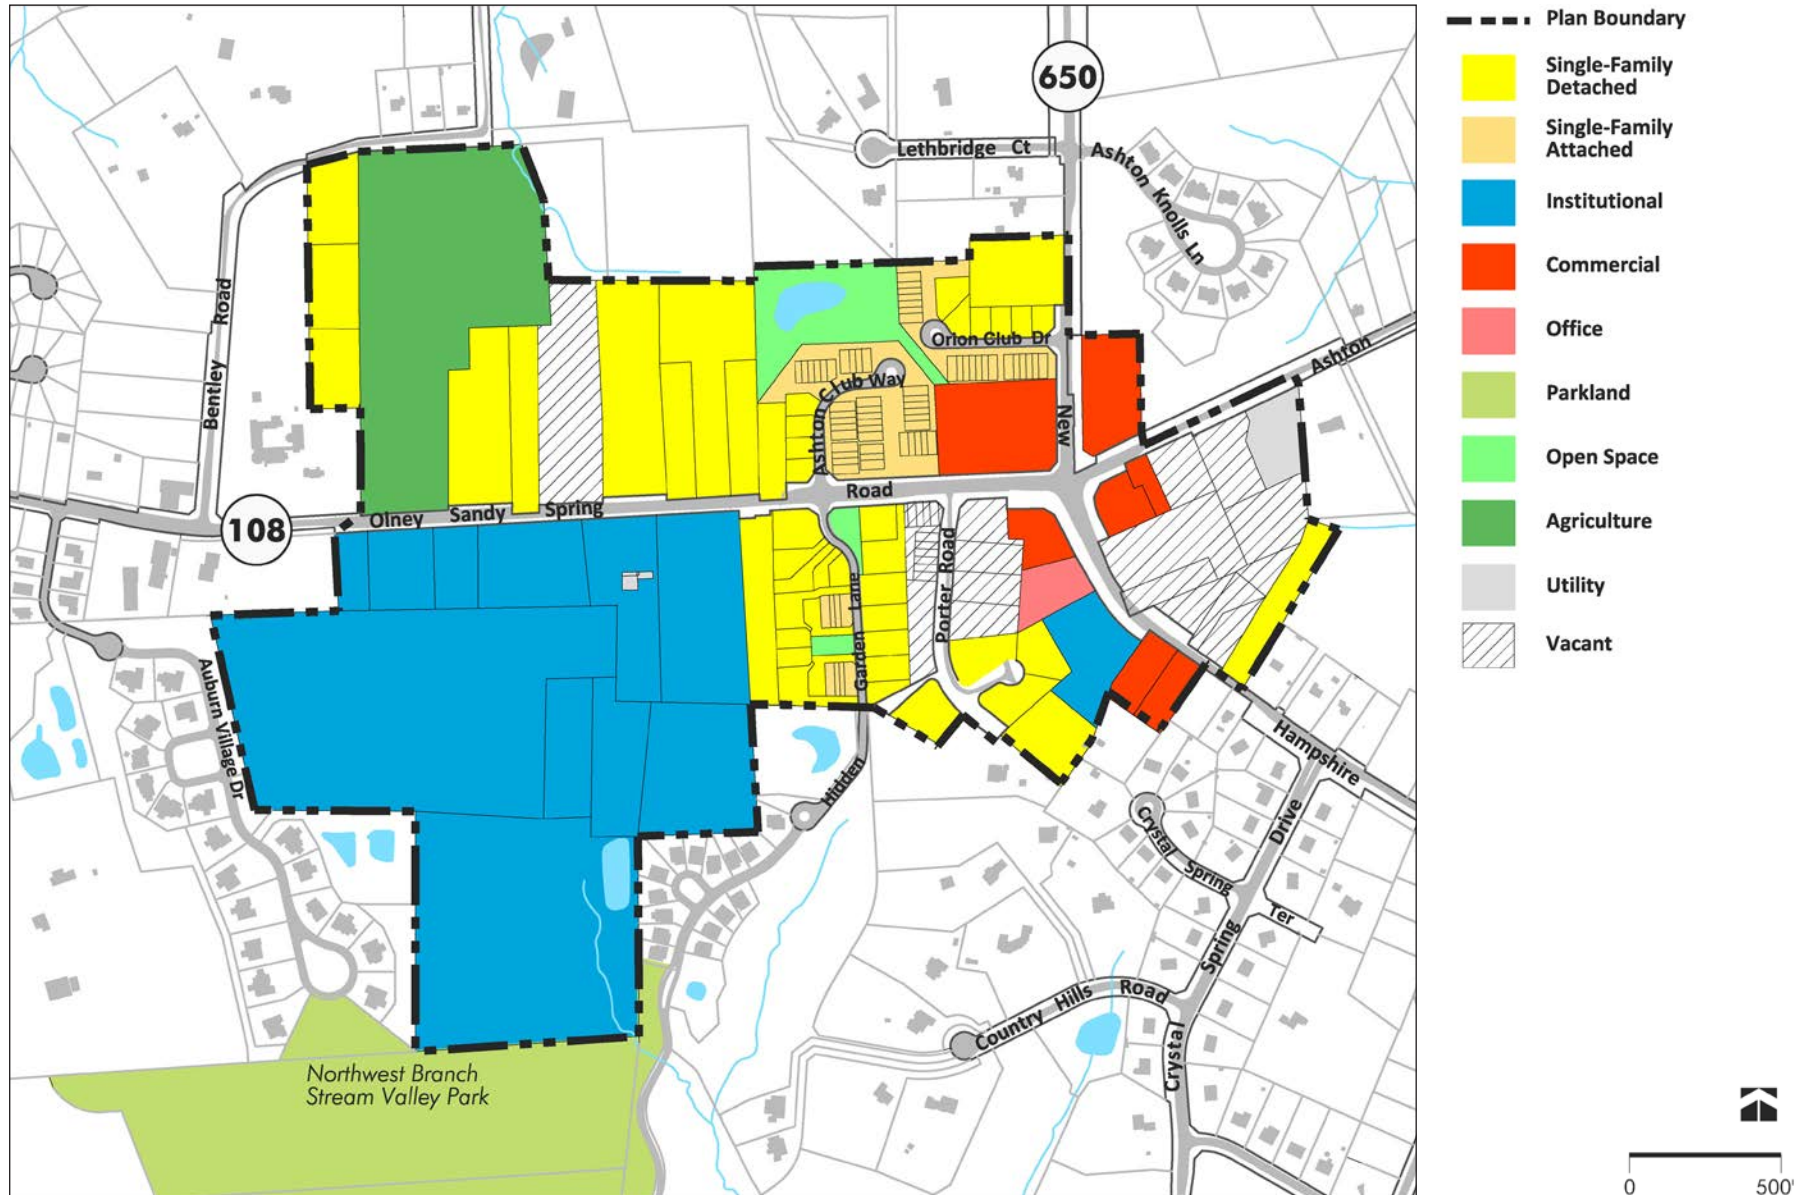 650
Lethbridge Ct
Ashton Knolls Ln
Bentley Road
Orion Club Dr
Ashton Club Way
New
Ashton
108
Olney Sandy Spring Road
Porter Road
Garden Lane
Hidden
Auburn Village Dr
Hampshire
Crystal Spring
Drive
Ter
Spring
Country Hills Road
Crystal
Northwest Branch
Stream Valley Park
Plan Boundary
Single-Family
Detached
Single-Family
Attached
Institutional
Commercial
Office
Parkland
Open Space
Agriculture
Utility
Vacant
0 500'